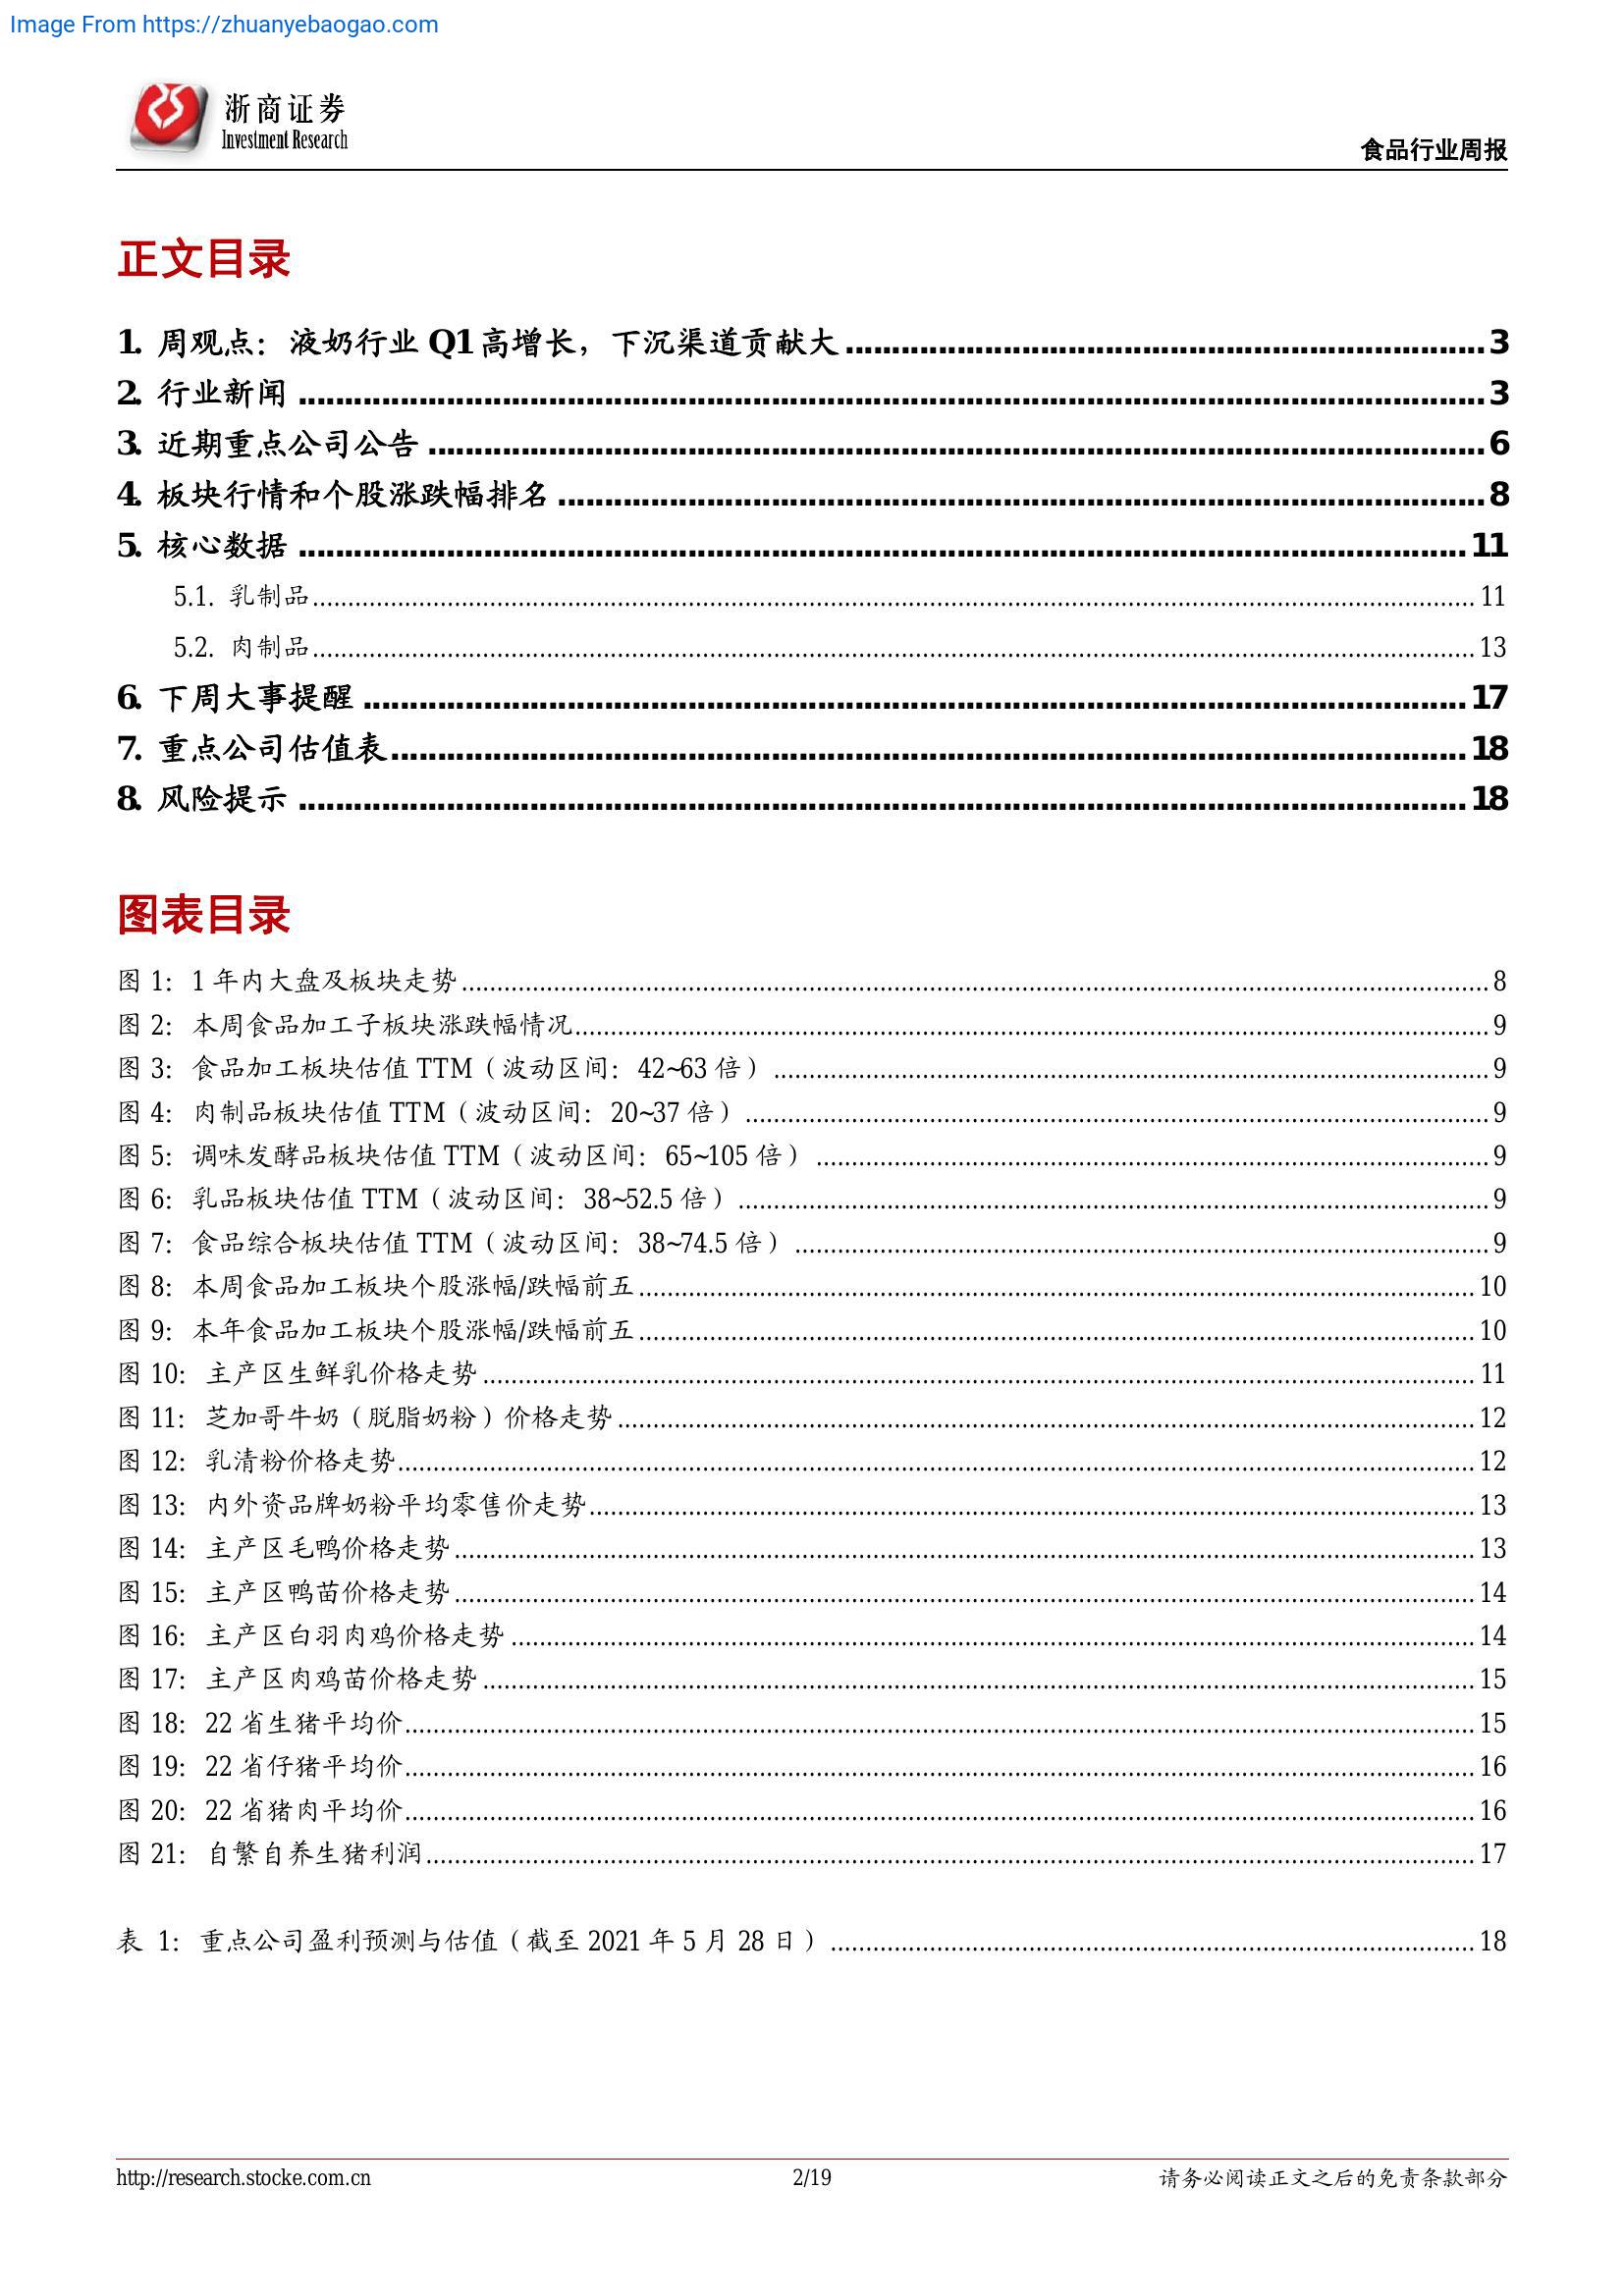 Image From https://zhuanyebaogao.com
浙商证券
Investment Research
食品行业周报
正文目录
1. 周观点：液奶行业 Q1 高增长，下沉渠道贡献大 3
2. 行业新闻 3
3. 近期重点公司公告 6
4. 板块行情和个股涨跌幅排名 8
5. 核心数据 11
5.1. 乳制品 11
5.2. 肉制品 13
6. 下周大事提醒 17
7. 重点公司估值表 18
8. 风险提示 18
图表目录
图 1：1 年内大盘及板块走势 8
图 2：本周食品加工子板块涨跌幅情况 9
图 3：食品加工板块估值 TTM（波动区间：42~63 倍） 9
图 4：肉制品板块估值 TTM（波动区间：20~37 倍） 9
图 5：调味发酵品板块估值 TTM（波动区间：65~105 倍） 9
图 6：乳品板块估值 TTM（波动区间：38~52.5 倍） 9
图 7：食品综合板块估值 TTM（波动区间：38~74.5 倍） 9
图 8：本周食品加工板块个股涨幅/跌幅前五 10
图 9：本年食品加工板块个股涨幅/跌幅前五 10
图 10：主产区生鲜乳价格走势 11
图 11：芝加哥牛奶（脱脂奶粉）价格走势 12
图 12：乳清粉价格走势 12
图 13：内外资品牌奶粉平均零售价走势 13
图 14：主产区毛鸭价格走势 13
图 15：主产区鸭苗价格走势 14
图 16：主产区白羽肉鸡价格走势 14
图 17：主产区肉鸡苗价格走势 15
图 18：22 省生猪平均价 15
图 19：22 省仔猪平均价 16
图 20：22 省猪肉平均价 16
图 21：自繁自养生猪利润 17
表 1：重点公司盈利预测与估值（截至 2021 年 5 月 28 日） 18
http://research.stocke.com.cn
2/19
请务必阅读正文之后的免责条款部分